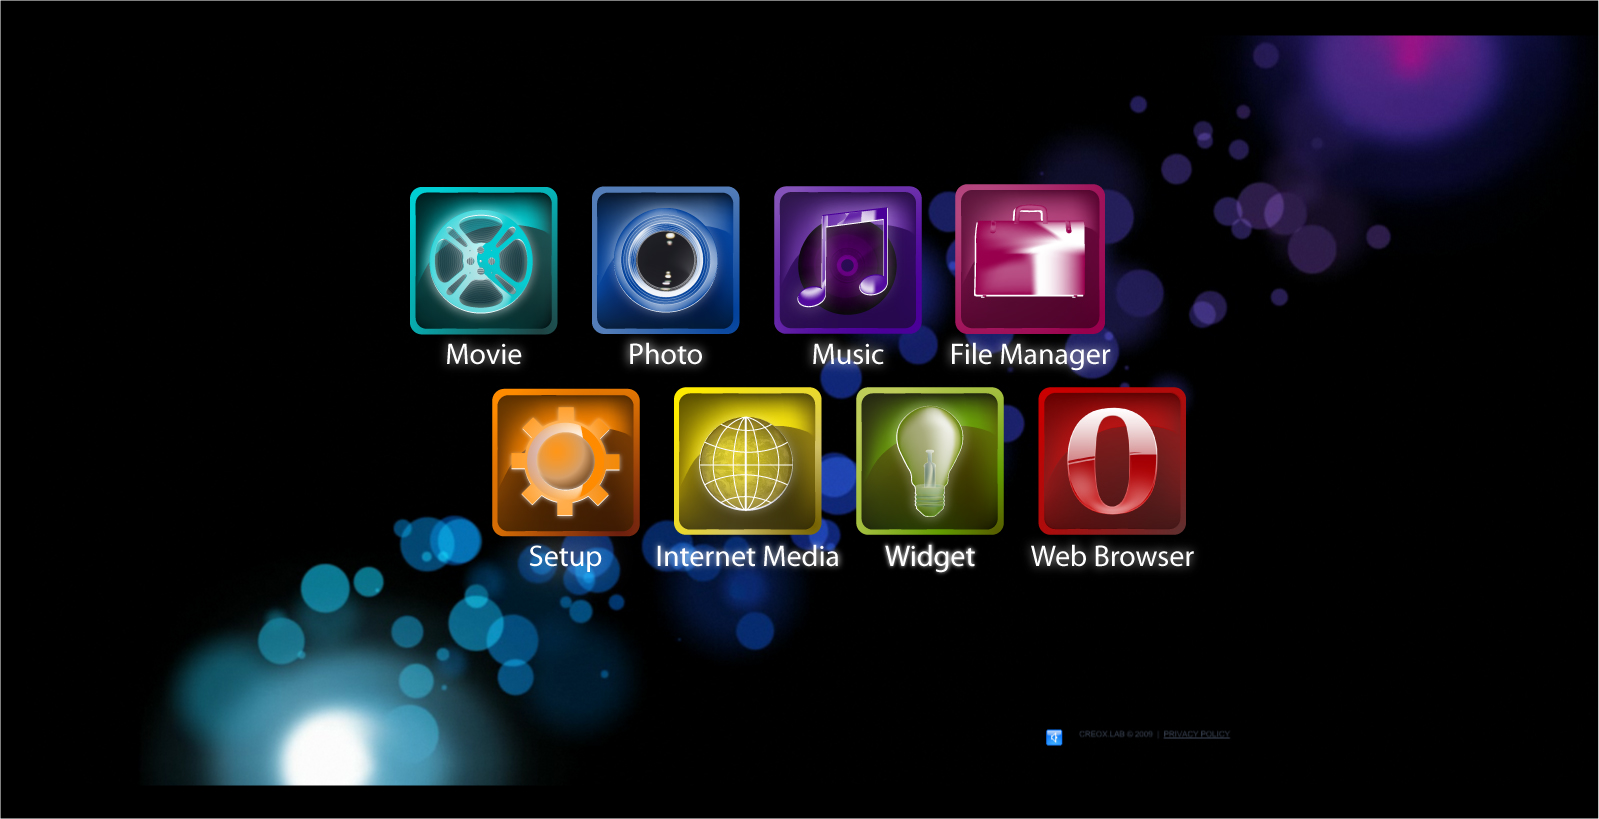 Movie Photo Music File Manager
Setup Internet Media Widget Web Browser
CREOX LAB © 2009 | PRIVACY POLICY